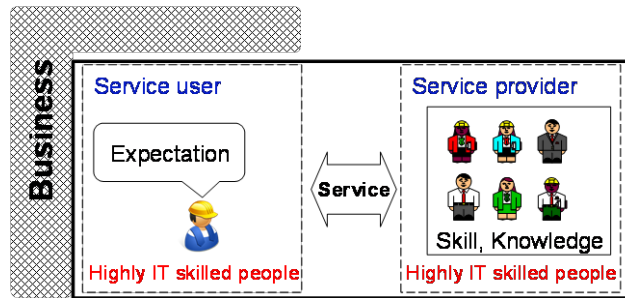 Business
Service user
Expectation
Highly IT skilled people
Service
Service provider
Skill, Knowledge
Highly IT skilled people